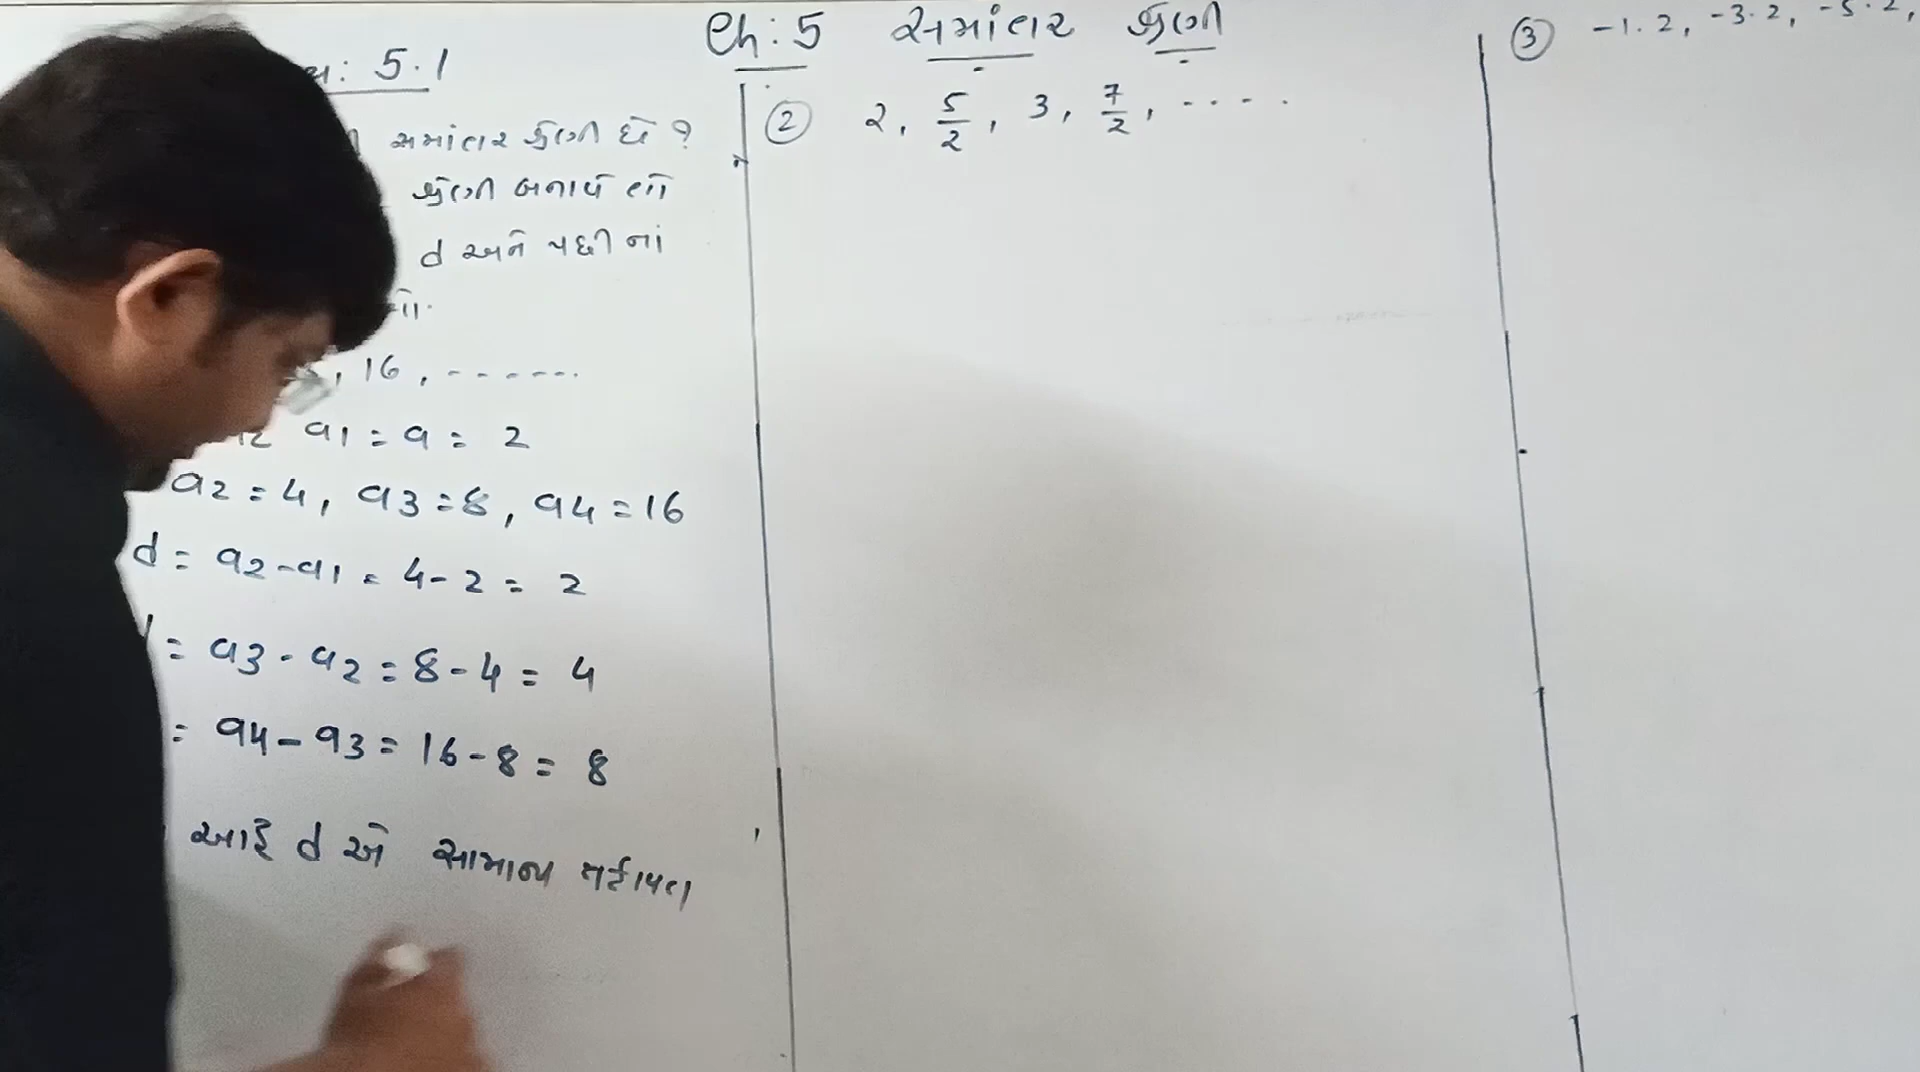 Ch : 5 સમાંતર શ્રેણી
: 5.1
સમાંતર શ્રેણી છે ?
શ્રેણી બનાવે તો
d અને પછી નાં
, 16 , ------.
a1 = a = 2
a2 = 4, a3 = 8, a4 = 16
d = a2 - a1 = 4 - 2 = 2
= a3 - a2 = 8 - 4 = 4
= a4 - a3 = 16 - 8 = 8
d એ સામાન્ય
② 2, 5/2, 3, 7/2, .....
③ -1.2, -3.2, -5.2,